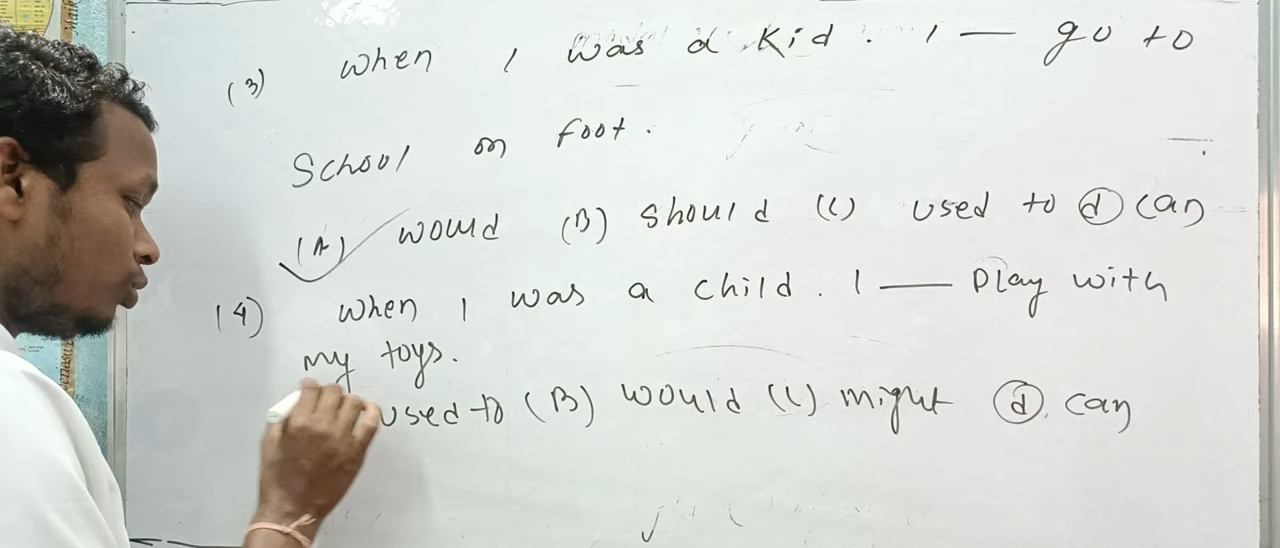 (3) When I was a kid. I — go to
School on foot.
(A) would (B) should (C) used to (d) can
(4) When I was a child. I — Play with
my toys.
used to (B) would (C) might (d) can